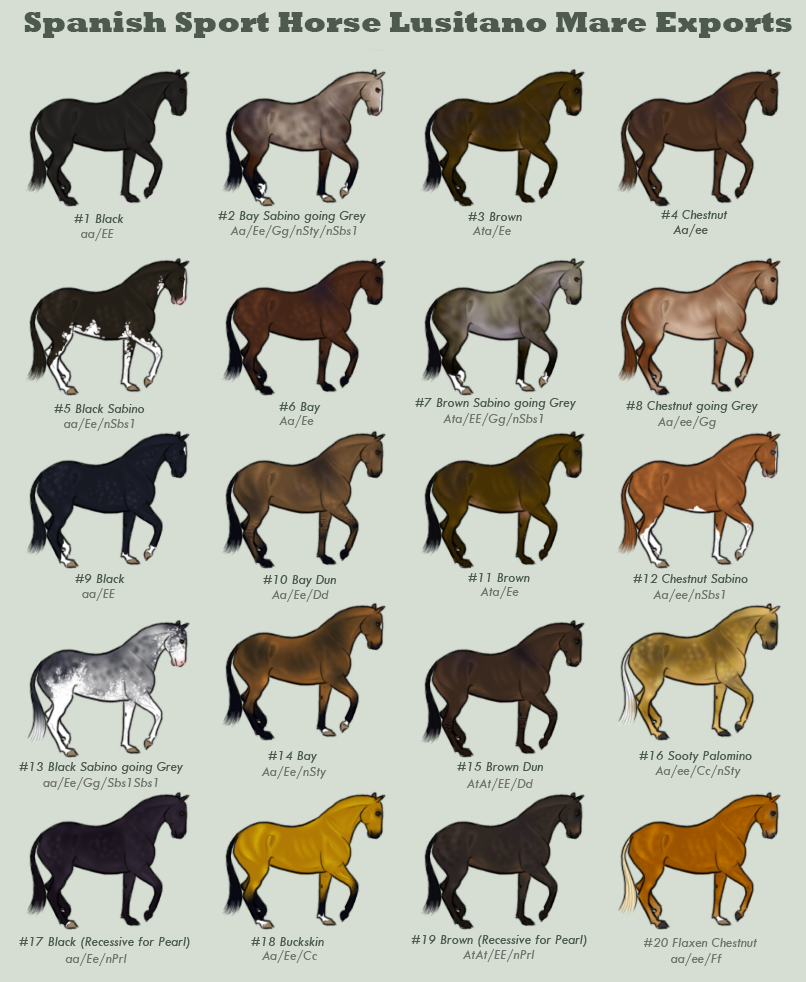 Spanish Sport Horse Lusitano Mare Exports
#1 Black
aa/EE
#2 Bay Sabino going Grey
Aa/Ee/Gg/nSty/nSbs1
#3 Brown
Ata/Ee
#4 Chestnut
Aa/ee
#5 Black Sabino
aa/Ee/nSbs1
#6 Bay
Aa/Ee
#7 Brown Sabino going Grey
Ata/EE/Gg/nSbs1
#8 Chestnut going Grey
Aa/ee/Gg
#9 Black
aa/EE
#10 Bay Dun
Aa/Ee/Dd
#11 Brown
Ata/Ee
#12 Chestnut Sabino
Aa/ee/nSbs1
#13 Black Sabino going Grey
aa/Ee/Gg/Sbs1Sbs1
#14 Bay
Aa/Ee/nSty
#15 Brown Dun
AtAt/EE/Dd
#16 Sooty Palomino
Aa/ee/Cc/nSty
#17 Black (Recessive for Pearl)
aa/Ee/nPrl
#18 Buckskin
Aa/Ee/Cc
#19 Brown (Recessive for Pearl)
AtAt/EE/nPrl
#20 Flaxen Chestnut
aa/ee/Ff